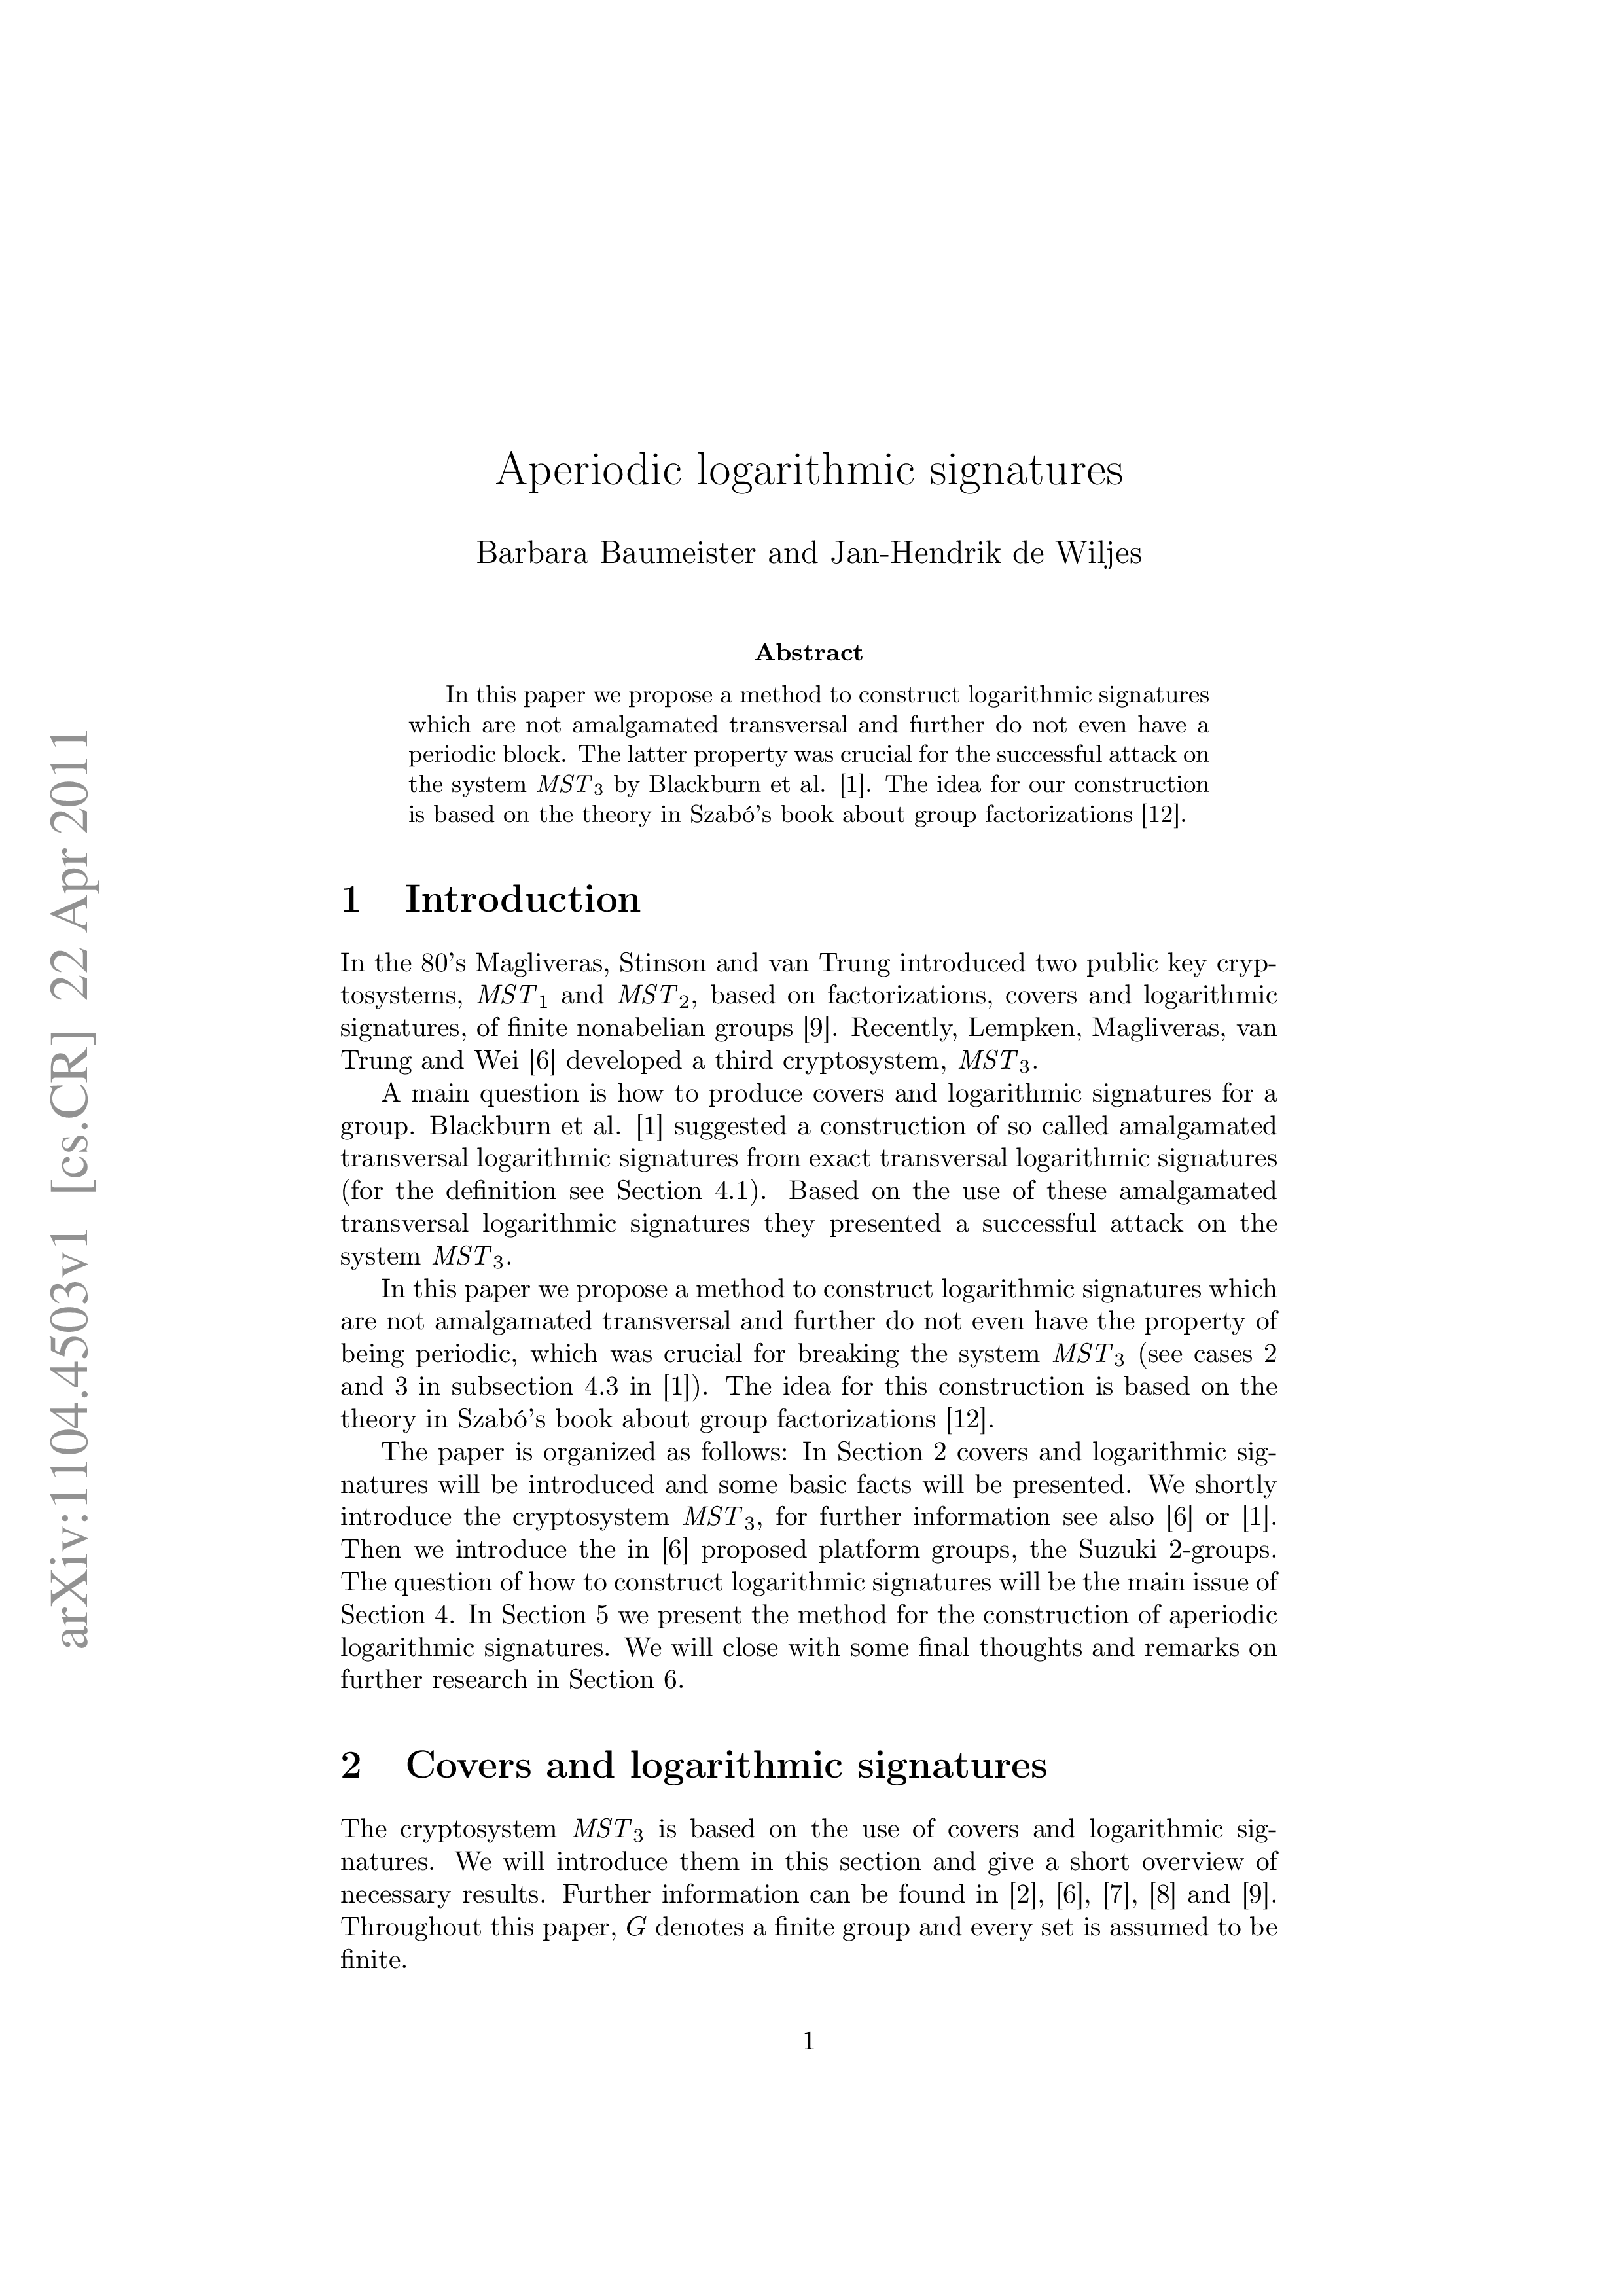 Aperiodic logarithmic signatures
Barbara Baumeister and Jan-Hendrik de Wiljes
Abstract
In this paper we propose a method to construct logarithmic signatures
which are not amalgamated transversal and further do not even have a
periodic block. The latter property was crucial for the successful attack on
the system MST3 by Blackburn et al. [1]. The idea for our construction
is based on the theory in Szabó's book about group factorizations [12].
1 Introduction
In the 80's Magliveras, Stinson and van Trung introduced two public key cryp-
tosystems, MST1 and MST2, based on factorizations, covers and logarithmic
signatures, of finite nonabelian groups [9]. Recently, Lempken, Magliveras, van
Trung and Wei [6] developed a third cryptosystem, MST3.
A main question is how to produce covers and logarithmic signatures for a
group. Blackburn et al. [1] suggested a construction of so called amalgamated
transversal logarithmic signatures from exact transversal logarithmic signatures
(for the definition see Section 4.1). Based on the use of these amalgamated
transversal logarithmic signatures they presented a successful attack on the
system MST3.
In this paper we propose a method to construct logarithmic signatures which
are not amalgamated transversal and further do not even have the property of
being periodic, which was crucial for breaking the system MST3 (see cases 2
and 3 in subsection 4.3 in [1]). The idea for this construction is based on the
theory in Szabó's book about group factorizations [12].
The paper is organized as follows: In Section 2 covers and logarithmic sig-
natures will be introduced and some basic facts will be presented. We shortly
introduce the cryptosystem MST3, for further information see also [6] or [1].
Then we introduce the in [6] proposed platform groups, the Suzuki 2-groups.
The question of how to construct logarithmic signatures will be the main issue of
Section 4. In Section 5 we present the method for the construction of aperiodic
logarithmic signatures. We will close with some final thoughts and remarks on
further research in Section 6.
2 Covers and logarithmic signatures
The cryptosystem MST3 is based on the use of covers and logarithmic sig-
natures. We will introduce them in this section and give a short overview of
necessary results. Further information can be found in [2], [6], [7], [8] and [9].
Throughout this paper, G denotes a finite group and every set is assumed to be
finite.
1
arXiv:1104.4503v1 [cs.CR] 22 Apr 2011